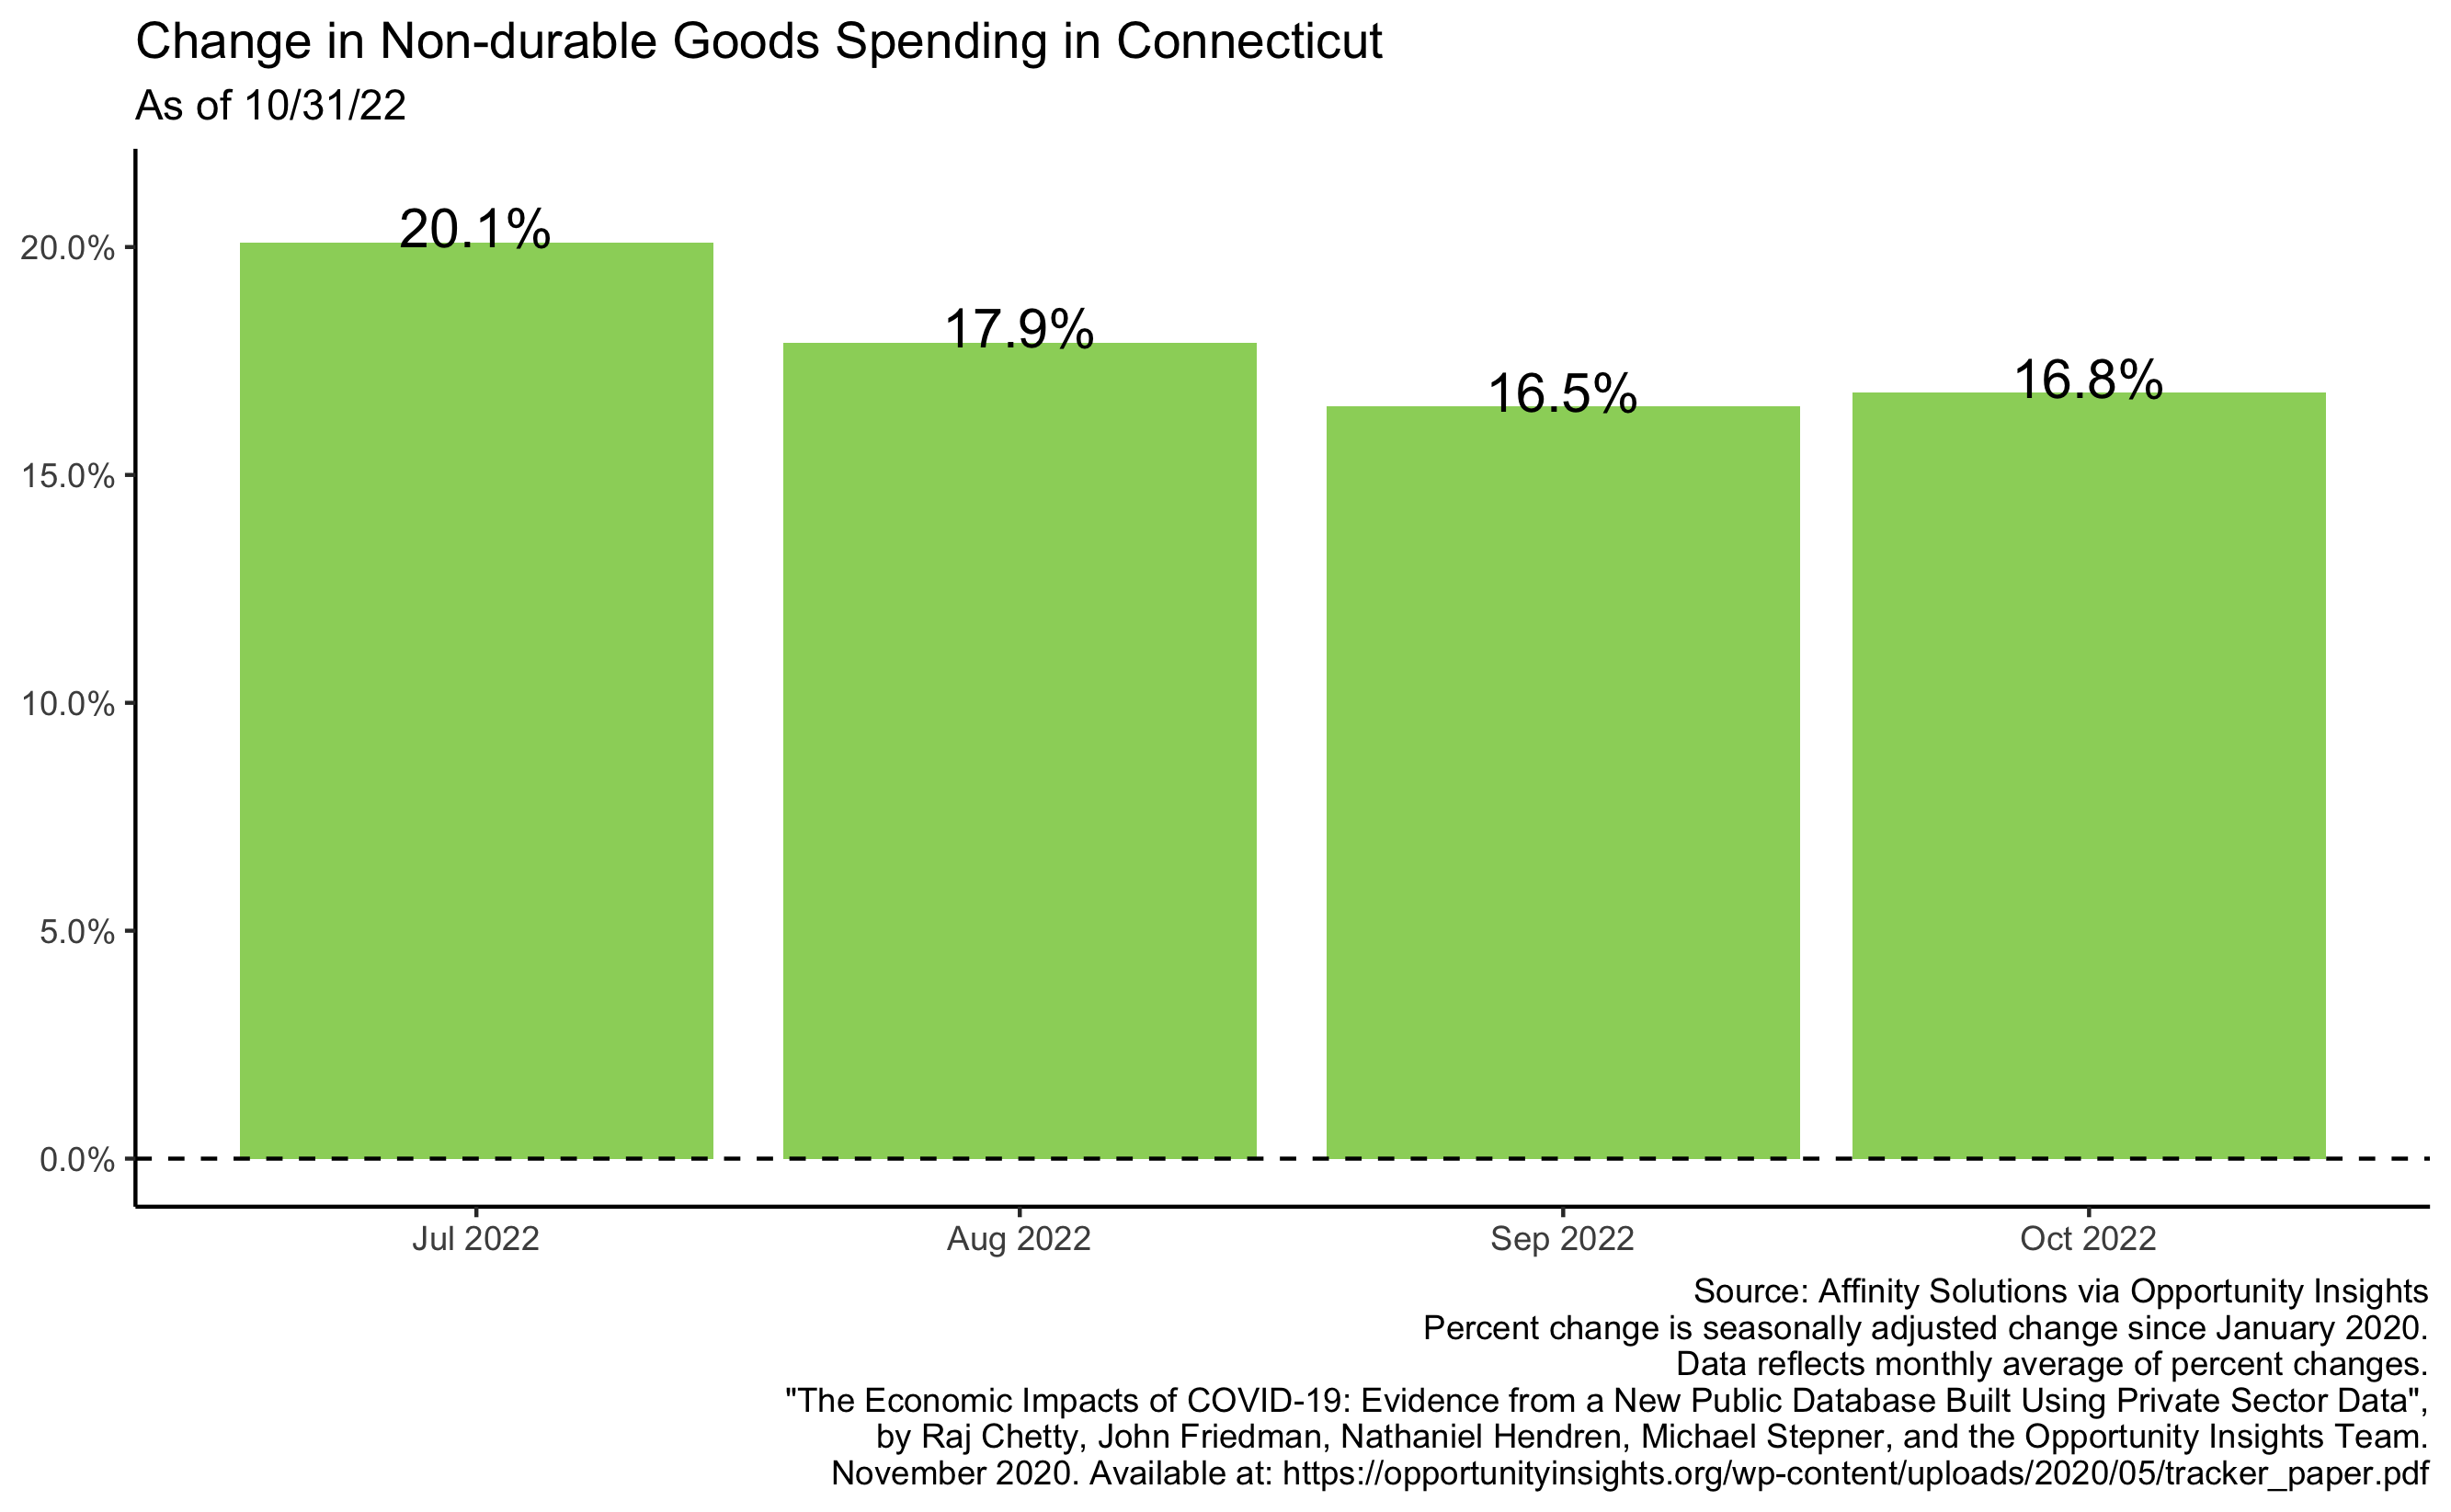 Change in Non-durable Goods Spending in Connecticut
As of 10/31/22
20.1%
17.9%
16.5%
16.8%
20.0%
15.0%
10.0%
5.0%
0.0%
Jul 2022
Aug 2022
Sep 2022
Oct 2022
Source: Affinity Solutions via Opportunity Insights
Percent change is seasonally adjusted change since January 2020.
Data reflects monthly average of percent changes.
"The Economic Impacts of COVID-19: Evidence from a New Public Database Built Using Private Sector Data",
by Raj Chetty, John Friedman, Nathaniel Hendren, Michael Stepner, and the Opportunity Insights Team.
November 2020. Available at: https://opportunityinsights.org/wp-content/uploads/2020/05/tracker_paper.pdf